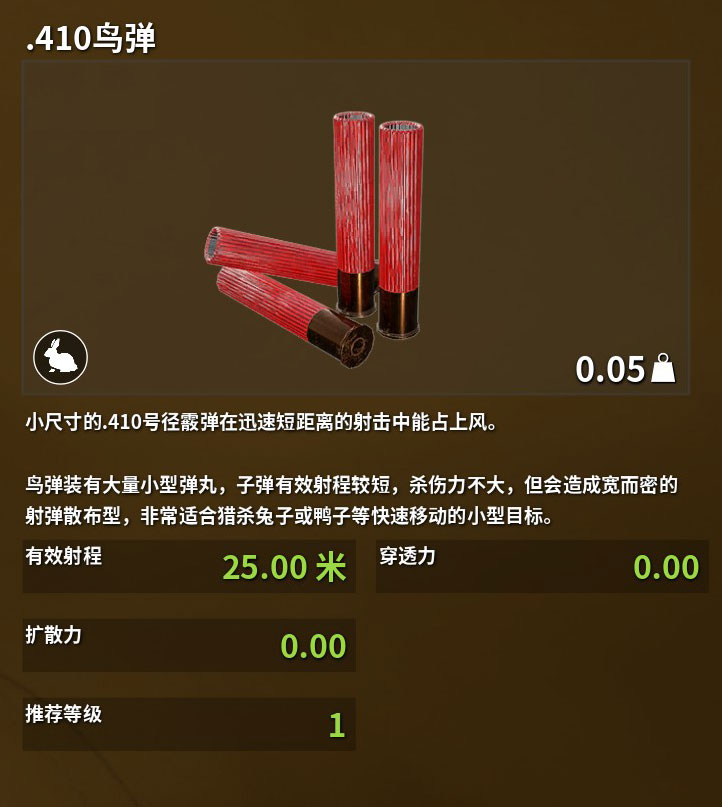 .410鸟弹
0.05
小尺寸的.410号径霰弹在迅速短距离的射击中能占上风。
鸟弹装有大量小型弹丸，子弹有效射程较短，杀伤力不大，但会造成宽而密的
射弹散布型，非常适合猎杀兔子或鸭子等快速移动的小型目标。
有效射程 25.00 米 穿透力 0.00
扩散力 0.00
推荐等级 1